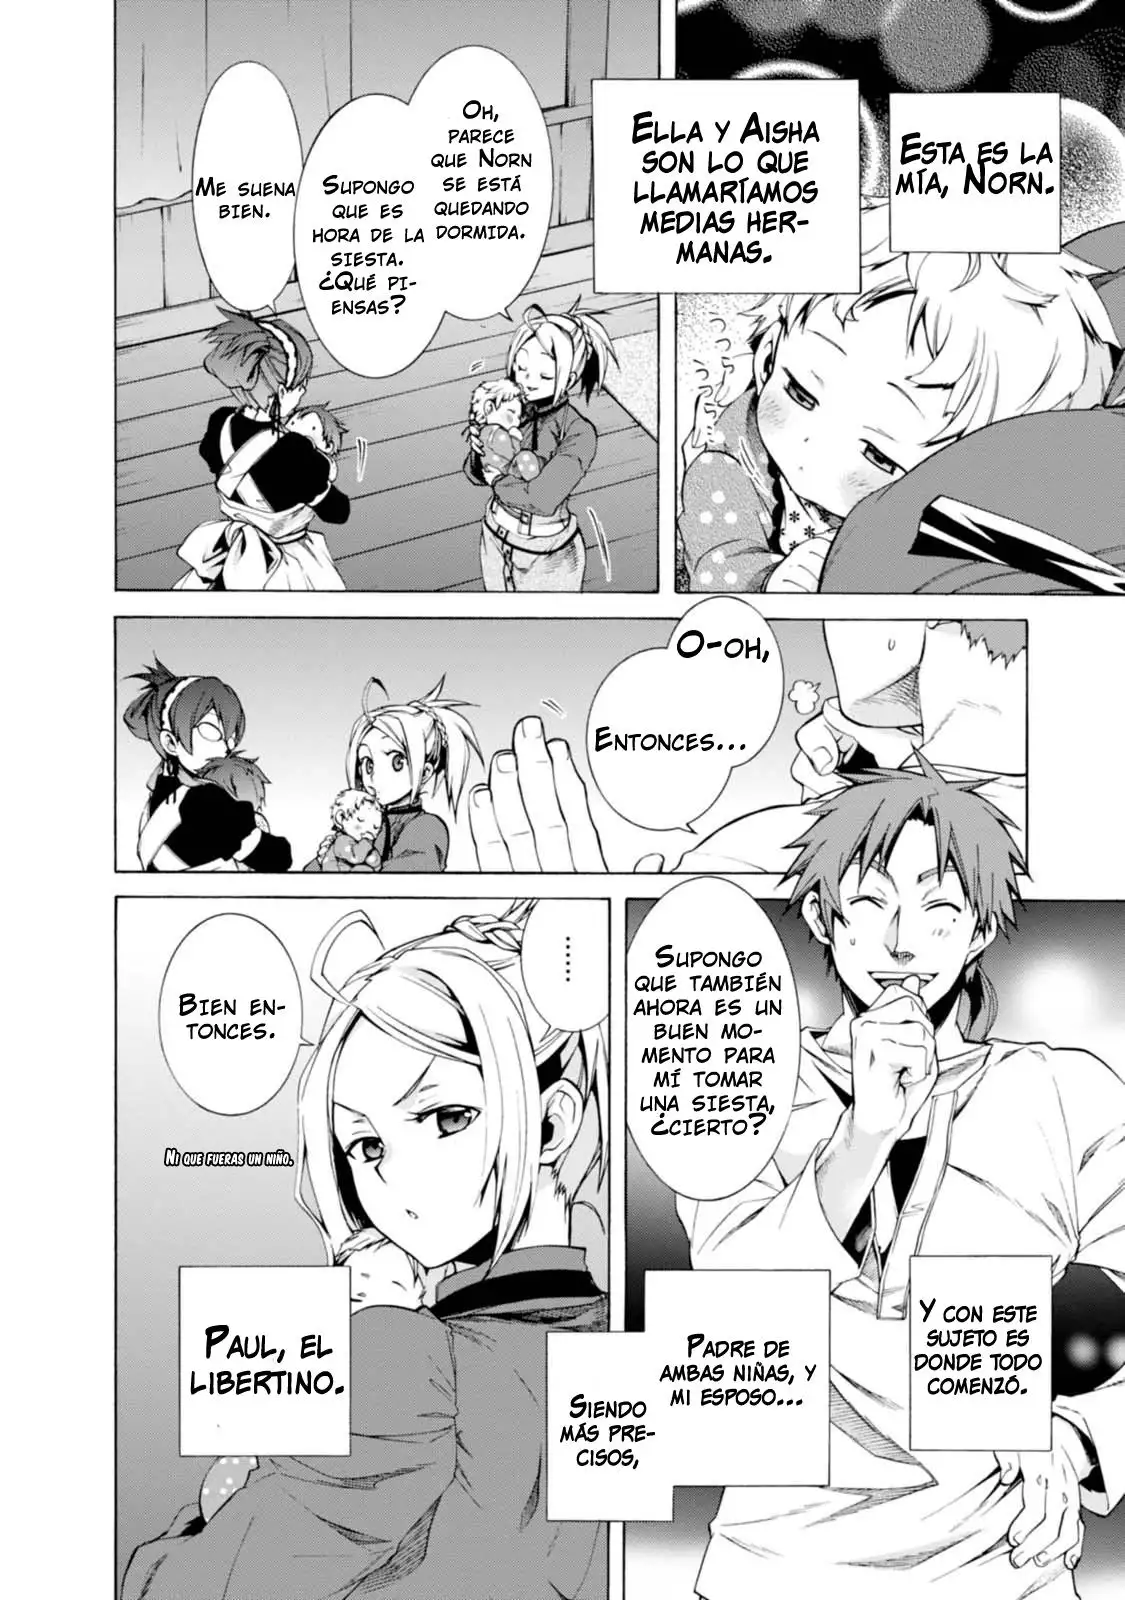 Esta es la
mía, Norn.
Ella y Aisha
son lo que
llamaríamos
medias her-
manas.
Oh,
parece
que Norn
se está
quedando
dormida.
Supongo
que es
hora de la
siesta.
¿Qué pi-
ensas?
Me suena
bien.
O-oh,
Entonces...
Supongo
que también
ahora es un
buen mo-
mento para
mí tomar
una siesta,
¿cierto?
Y con este
sujeto es
donde todo
comenzó.
Padre de
ambas niñas, y
mi esposo...
Siendo
más pre-
cisos,
......
Bien en-
tonces.
Ni que fueras un niño.
Paul, el
libertino.